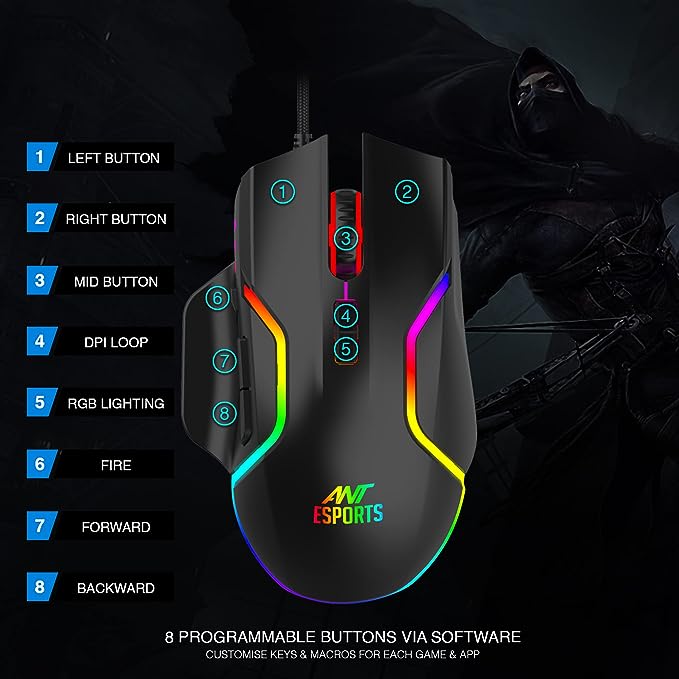 1 LEFT BUTTON
2 RIGHT BUTTON
3 MID BUTTON
4 DPI LOOP
5 RGB LIGHTING
6 FIRE
7 FORWARD
8 BACKWARD
1
2
3
4
5
6
7
8
ANT
ESPORTS
8 PROGRAMMABLE BUTTONS VIA SOFTWARE
CUSTOMISE KEYS & MACROS FOR EACH GAME & APP